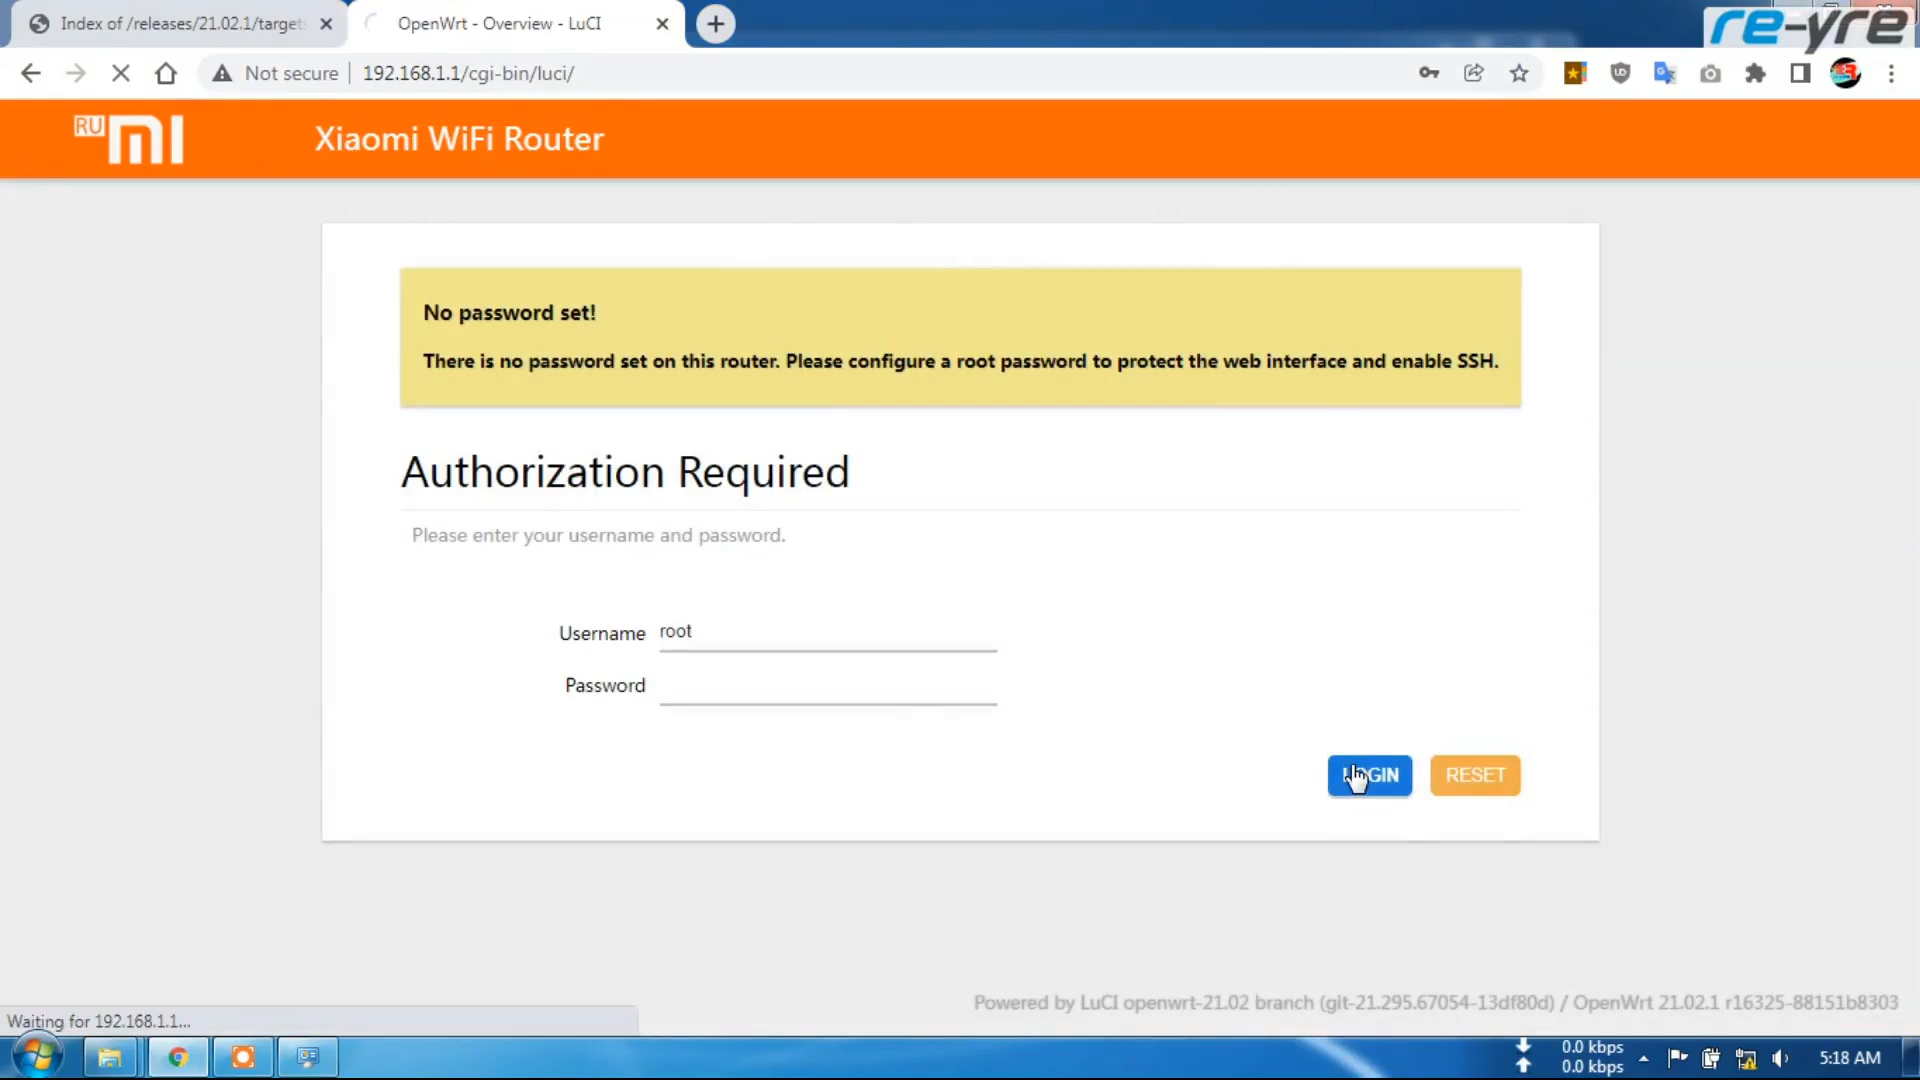 Index of /releases/21.02.1/target
OpenWrt - Overview - LuCI
re-yre
Not secure
192.168.1.1/cgi-bin/luci/
RU
Xiaomi WiFi Router
No password set!
There is no password set on this router. Please configure a root password to protect the web interface and enable SSH.
Authorization Required
Please enter your username and password.
Username root
Password
LOGIN RESET
Powered by LuCI openwrt-21.02 branch (git-21.295.67054-13df80d) / OpenWrt 21.02.1 r16325-88151b8303
Waiting for 192.168.1.1...
0.0 kbps
0.0 kbps
5:18 AM